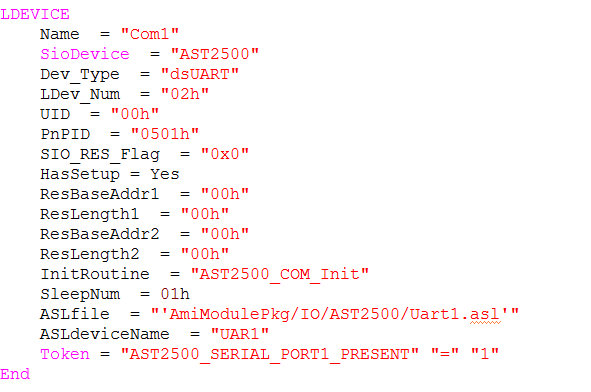 LDEVICE
Name = "Com1"
SioDevice = "AST2500"
Dev_Type = "dsUART"
LDev_Num = "02h"
UID = "00h"
PnPID = "0501h"
SIO_RES_Flag = "0x0"
HasSetup = Yes
ResBaseAddr1 = "00h"
ResLength1 = "00h"
ResBaseAddr2 = "00h"
ResLength2 = "00h"
InitRoutine = "AST2500_COM_Init"
SleepNum = 01h
ASLfile = "'AmiModulePkg/IO/AST2500/Uart1.asl'"
ASLdeviceName = "UAR1"
Token = "AST2500_SERIAL_PORT1_PRESENT" "=" "1"
End